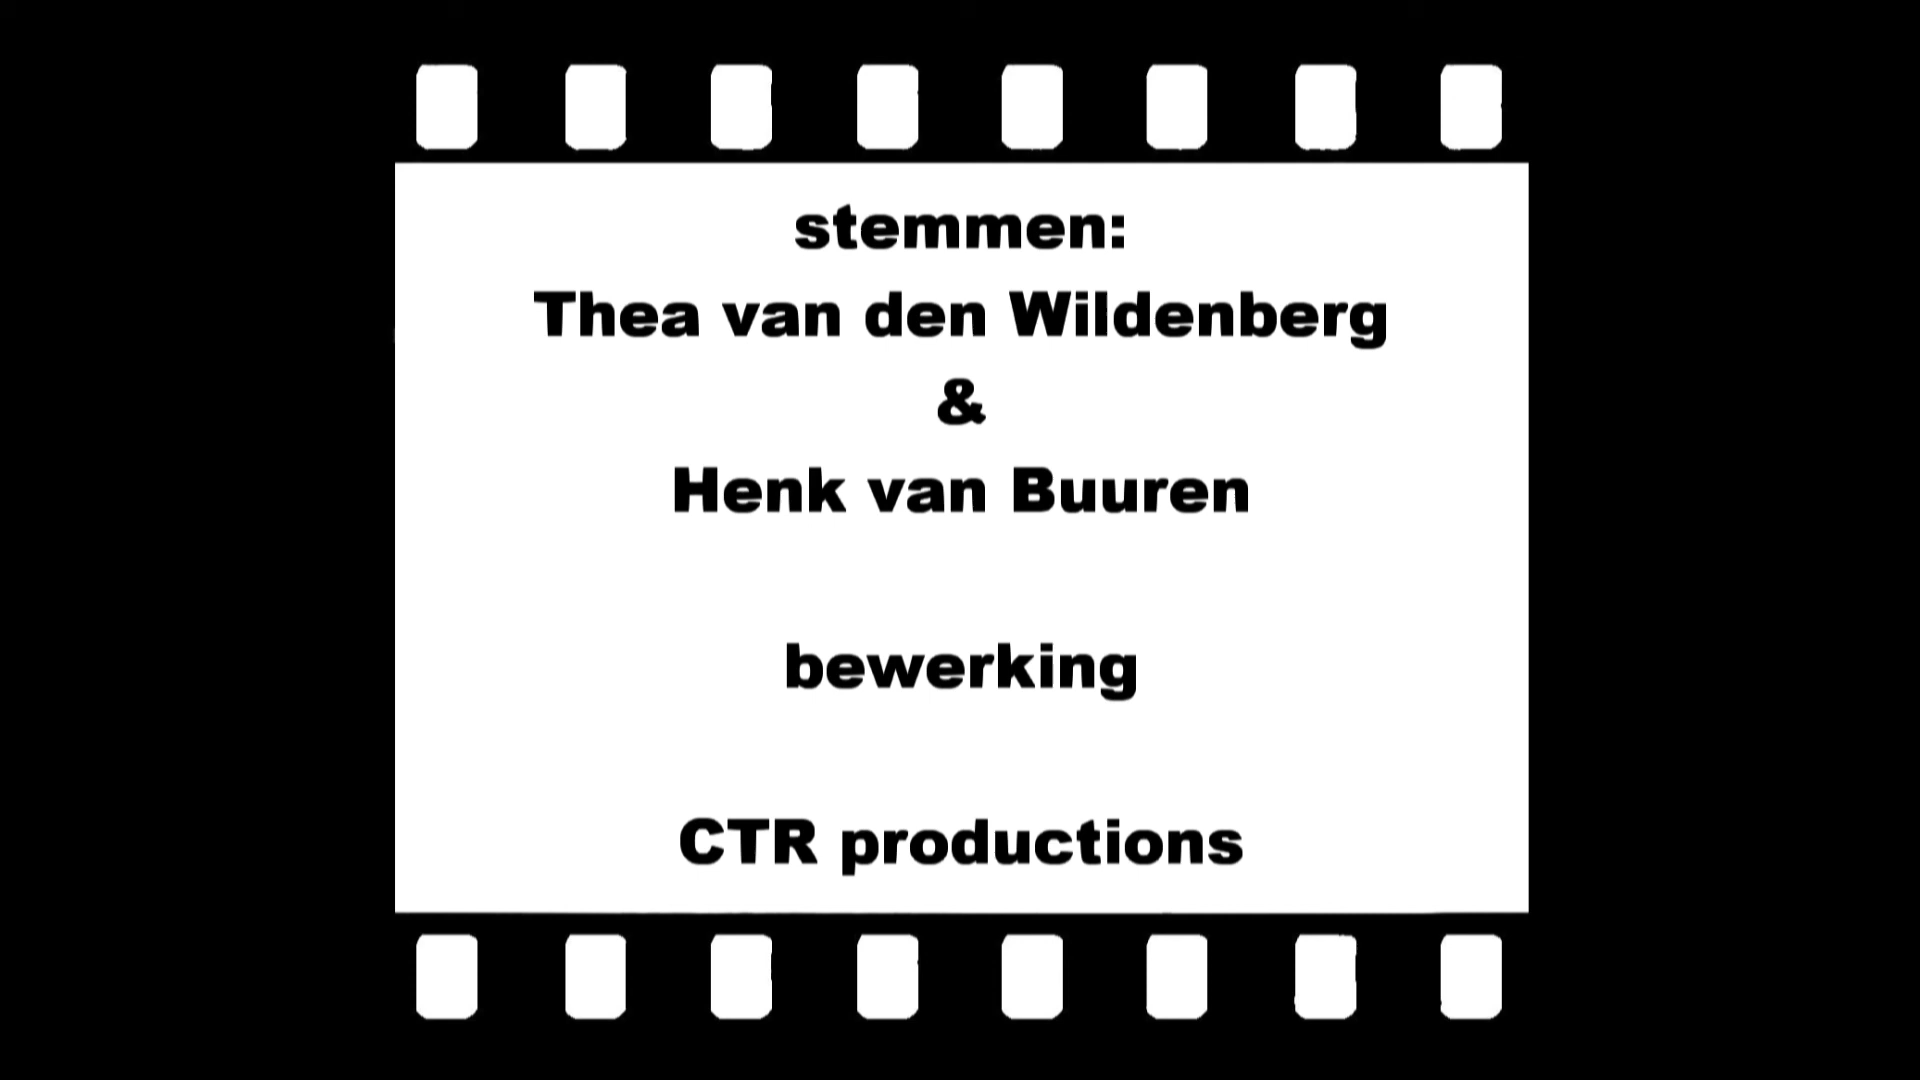 stemmen:
Thea van den Wildenberg
&
Henk van Buuren
bewerking
CTR productions